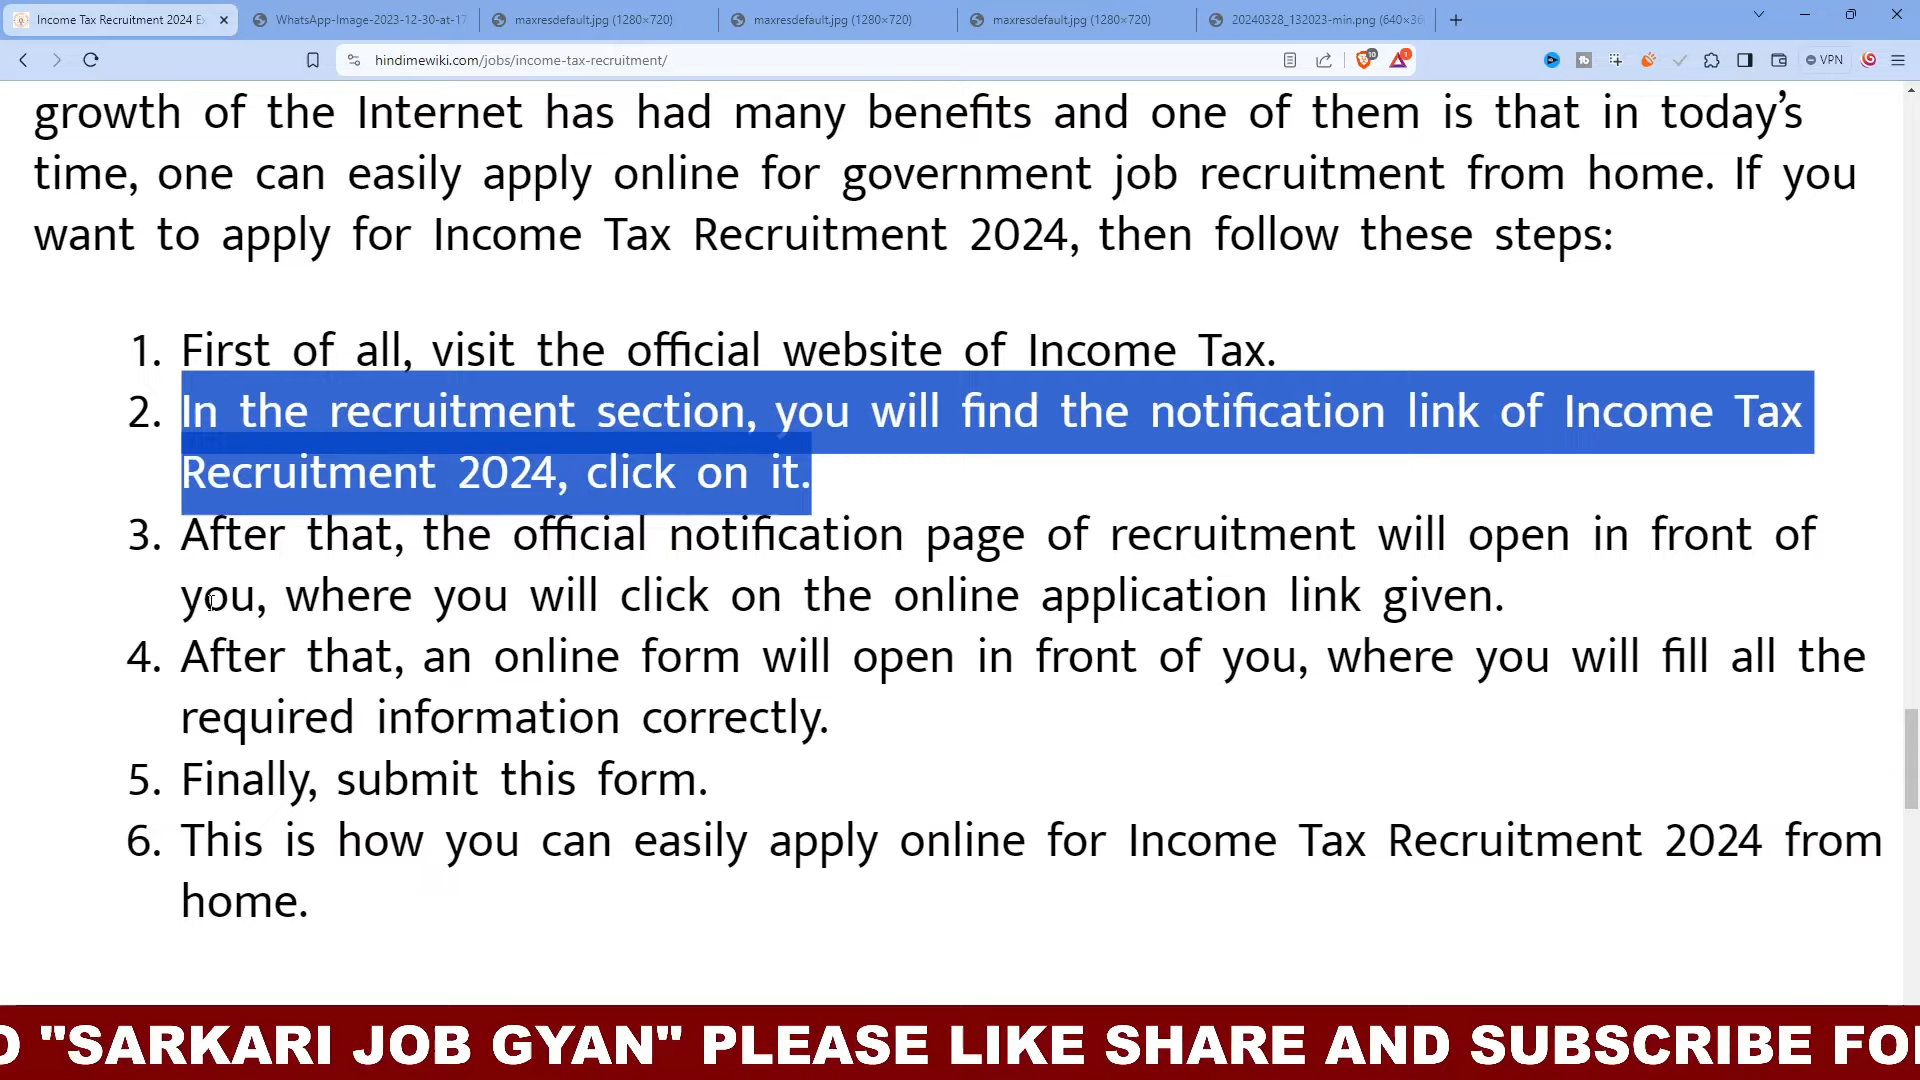 Income Tax Recruitment 2024 Ex
WhatsApp-Image-2023-12-30-at-17
maxresdefault.jpg (1280×720)
maxresdefault.jpg (1280×720)
maxresdefault.jpg (1280×720)
20240328_132023-min.png (640×36
hindimewiki.com/jobs/income-tax-recruitment/
10
1
VPN
growth of the Internet has had many benefits and one of them is that in today’s
time, one can easily apply online for government job recruitment from home. If you
want to apply for Income Tax Recruitment 2024, then follow these steps:
1. First of all, visit the official website of Income Tax.
2. In the recruitment section, you will find the notification link of Income Tax
Recruitment 2024, click on it.
3. After that, the official notification page of recruitment will open in front of
you, where you will click on the online application link given.
4. After that, an online form will open in front of you, where you will fill all the
required information correctly.
5. Finally, submit this form.
6. This is how you can easily apply online for Income Tax Recruitment 2024 from
home.
"SARKARI JOB GYAN" PLEASE LIKE SHARE AND SUBSCRIBE